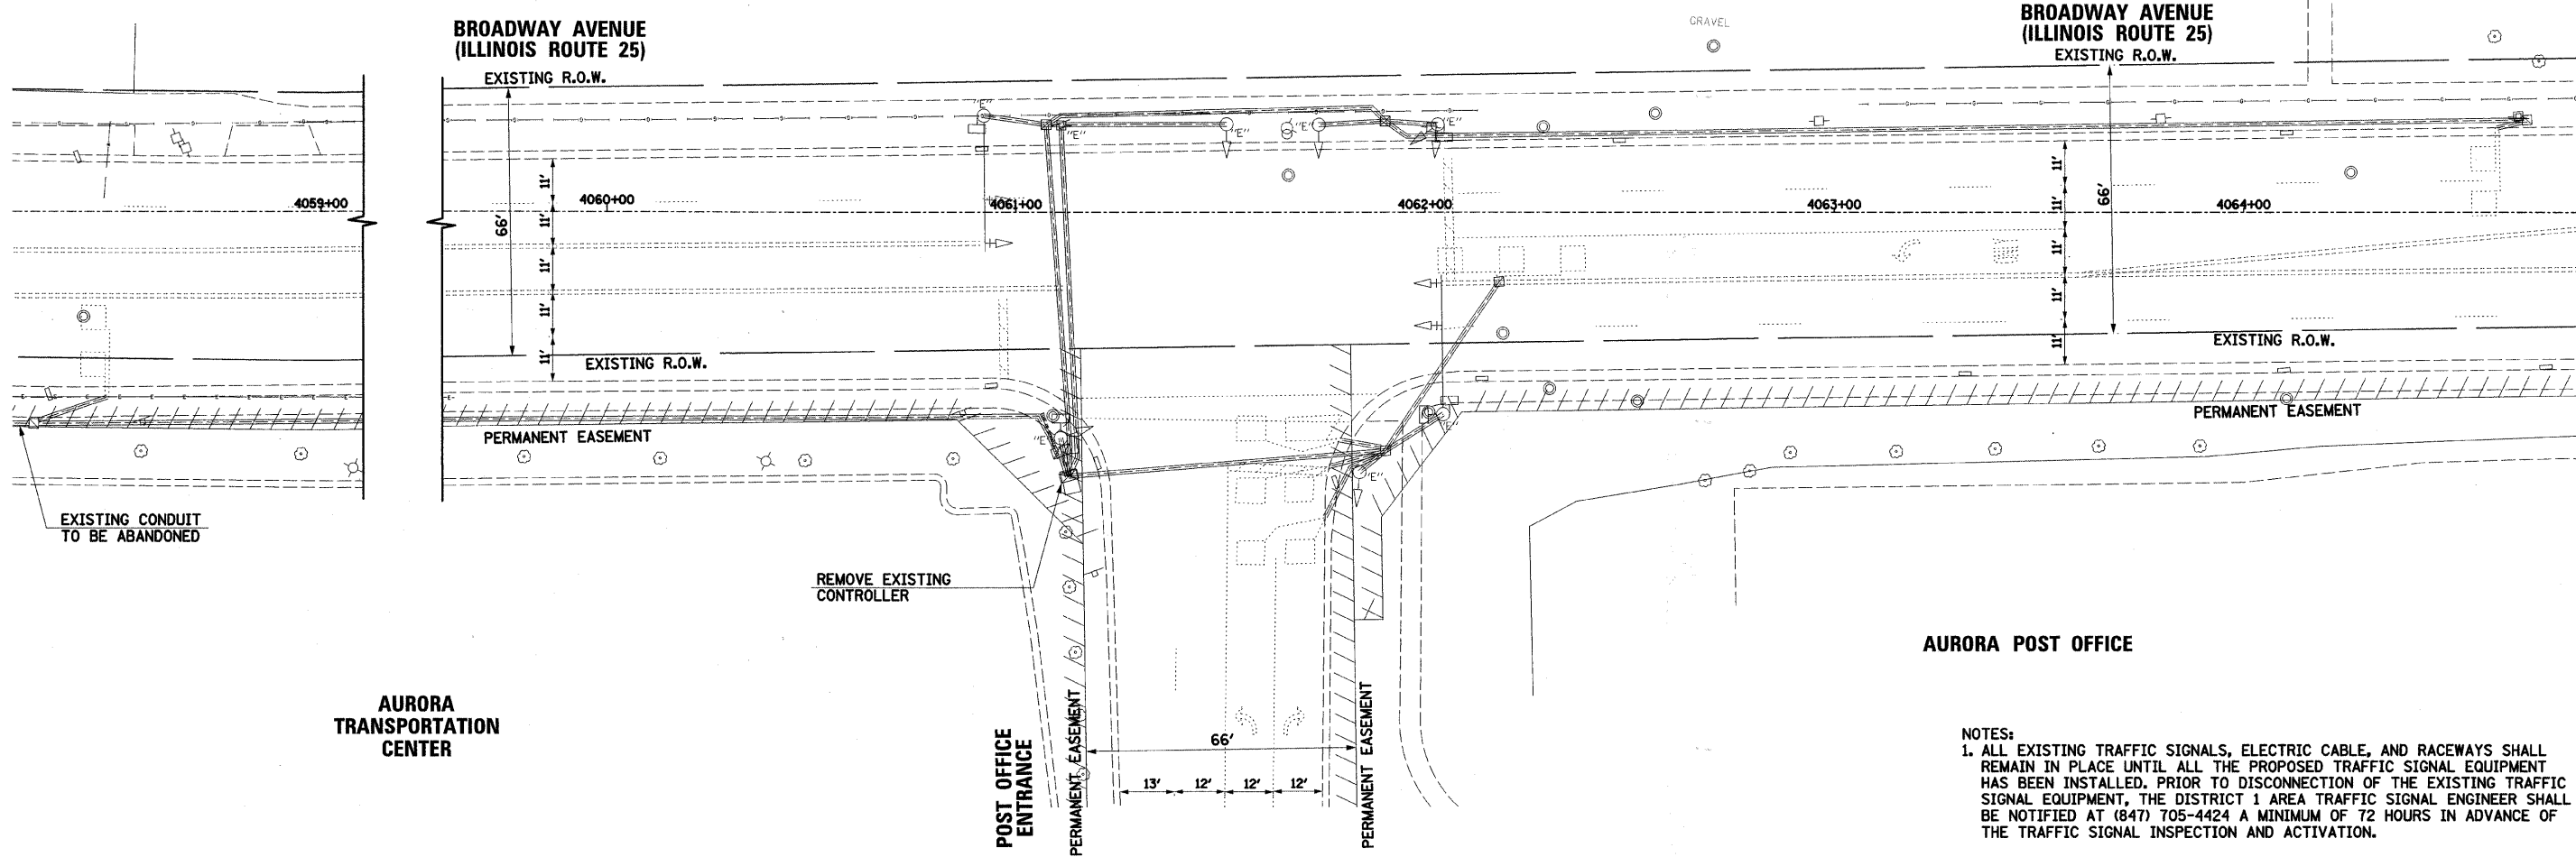 BROADWAY AVENUE
(ILLINOIS ROUTE 25)
EXISTING R.O.W.
GRAVEL
BROADWAY AVENUE
(ILLINOIS ROUTE 25)
EXISTING R.O.W.
"E"
"E"
"E"
"E"
"E"
11'
11'
11'
11'
11'
66'
11'
11'
11'
11'
11'
66'
4059+00
4060+00
4061+00
4062+00
4063+00
4064+00
EXISTING R.O.W.
EXISTING R.O.W.
PERMANENT EASEMENT
"E"
"E"
"E"
PERMANENT EASEMENT
EXISTING CONDUIT
TO BE ABANDONED
REMOVE EXISTING
CONTROLLER
AURORA POST OFFICE
AURORA
TRANSPORTATION
CENTER
POST OFFICE
ENTRANCE
PERMANENT EASEMENT
66'
13'
12'
12'
12'
PERMANENT EASEMENT
NOTES:
1. ALL EXISTING TRAFFIC SIGNALS, ELECTRIC CABLE, AND RACEWAYS SHALL
REMAIN IN PLACE UNTIL ALL THE PROPOSED TRAFFIC SIGNAL EQUIPMENT
HAS BEEN INSTALLED. PRIOR TO DISCONNECTION OF THE EXISTING TRAFFIC
SIGNAL EQUIPMENT, THE DISTRICT 1 AREA TRAFFIC SIGNAL ENGINEER SHALL
BE NOTIFIED AT (847) 705-4424 A MINIMUM OF 72 HOURS IN ADVANCE OF
THE TRAFFIC SIGNAL INSPECTION AND ACTIVATION.